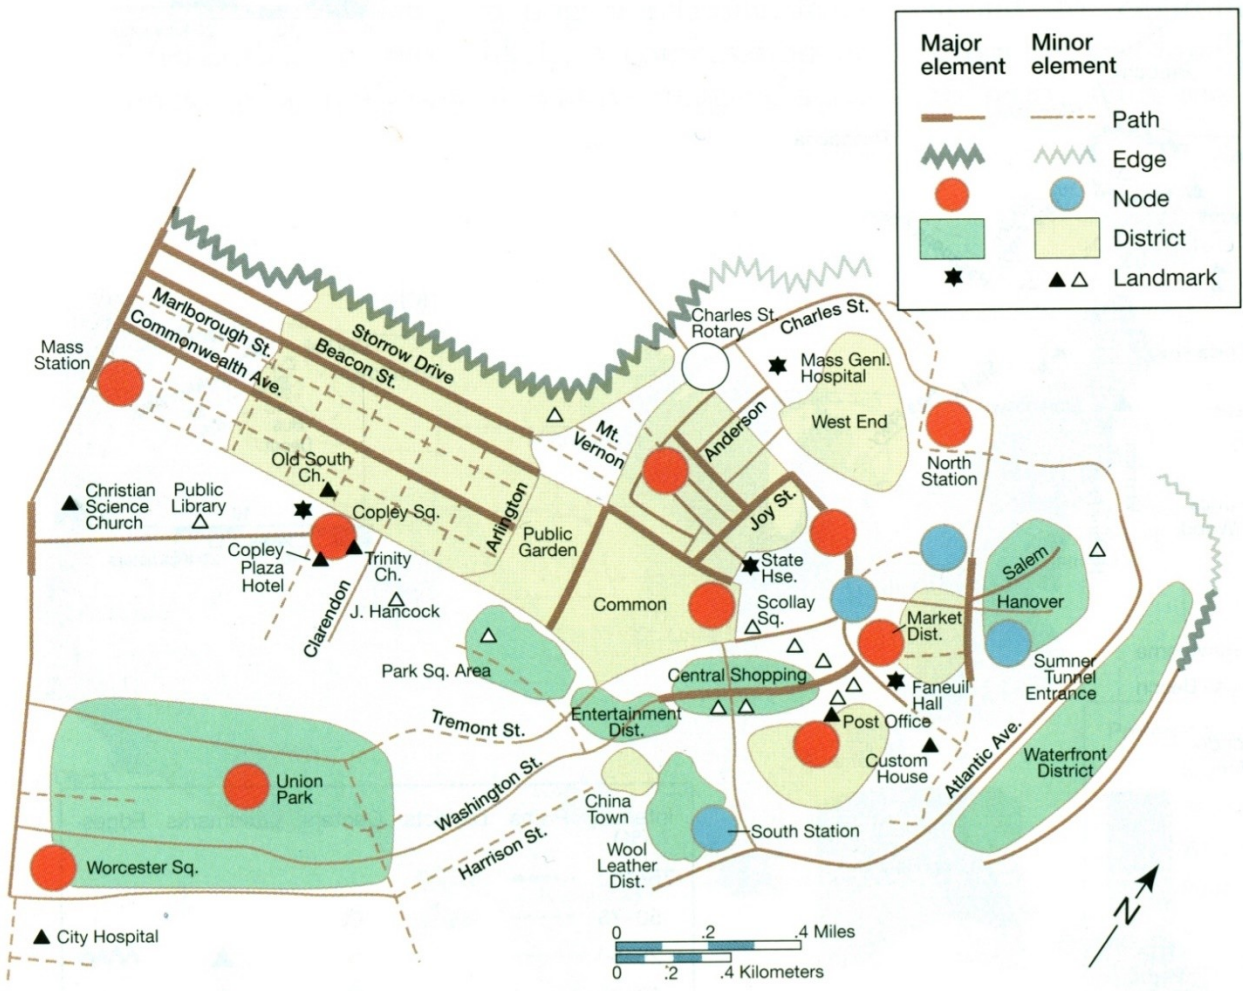 Major
element
Minor
element
Path
Edge
Node
District
Landmark
Charles St.
Rotary
Charles St.
Marlborough St.
Commonwealth Ave.
Storrow Drive
Beacon St.
Mass
Station
Mass Genl.
Hospital
West End
Mt.
Vernon
Anderson
North
Station
Old South
Ch.
Christian
Science
Church
Public
Library
Copley Sq.
Arlington
Public
Garden
Joy St.
Copley
Plaza
Hotel
Trinity
Ch.
Clarendon
J. Hancock
State
Hse.
Common
Scollay
Sq.
Salem
Hanover
Market
Dist.
Park Sq. Area
Central Shopping
Sumner
Tunnel
Entrance
Faneuil
Hall
Entertainment
Dist.
Tremont St.
Post Office
Custom
House
Atlantic Ave.
Waterfront
District
Union
Park
Washington St.
China
Town
Harrison St.
South Station
Wool
Leather
Dist.
Worcester Sq.
City Hospital
N
0 .2 .4 Miles
0 .2 .4 Kilometers